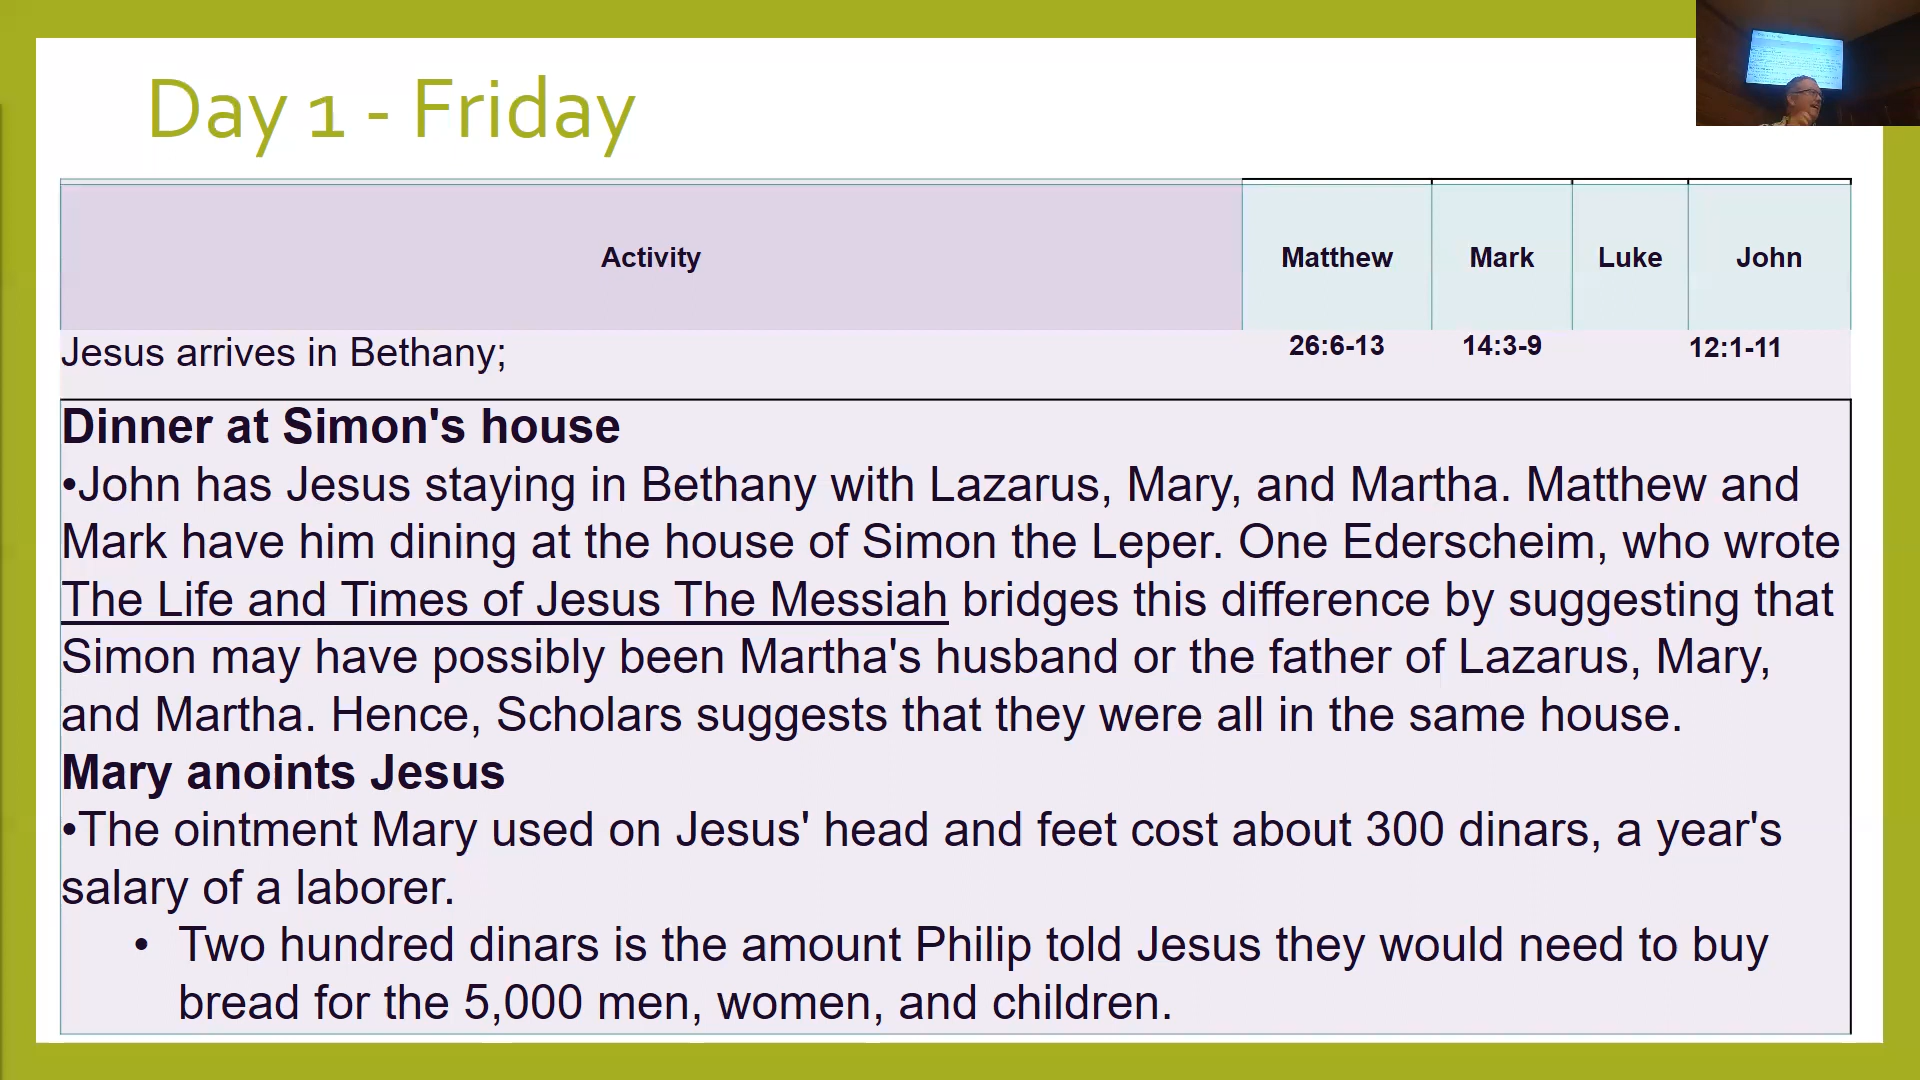 Day 1 - Friday
Activity Matthew Mark Luke John
Jesus arrives in Bethany; 26:6-13 14:3-9 12:1-11
Dinner at Simon's house
•John has Jesus staying in Bethany with Lazarus, Mary, and Martha. Matthew and
Mark have him dining at the house of Simon the Leper. One Ederscheim, who wrote
The Life and Times of Jesus The Messiah bridges this difference by suggesting that
Simon may have possibly been Martha's husband or the father of Lazarus, Mary,
and Martha. Hence, Scholars suggests that they were all in the same house.
Mary anoints Jesus
•The ointment Mary used on Jesus' head and feet cost about 300 dinars, a year's
salary of a laborer.
• Two hundred dinars is the amount Philip told Jesus they would need to buy
bread for the 5,000 men, women, and children.